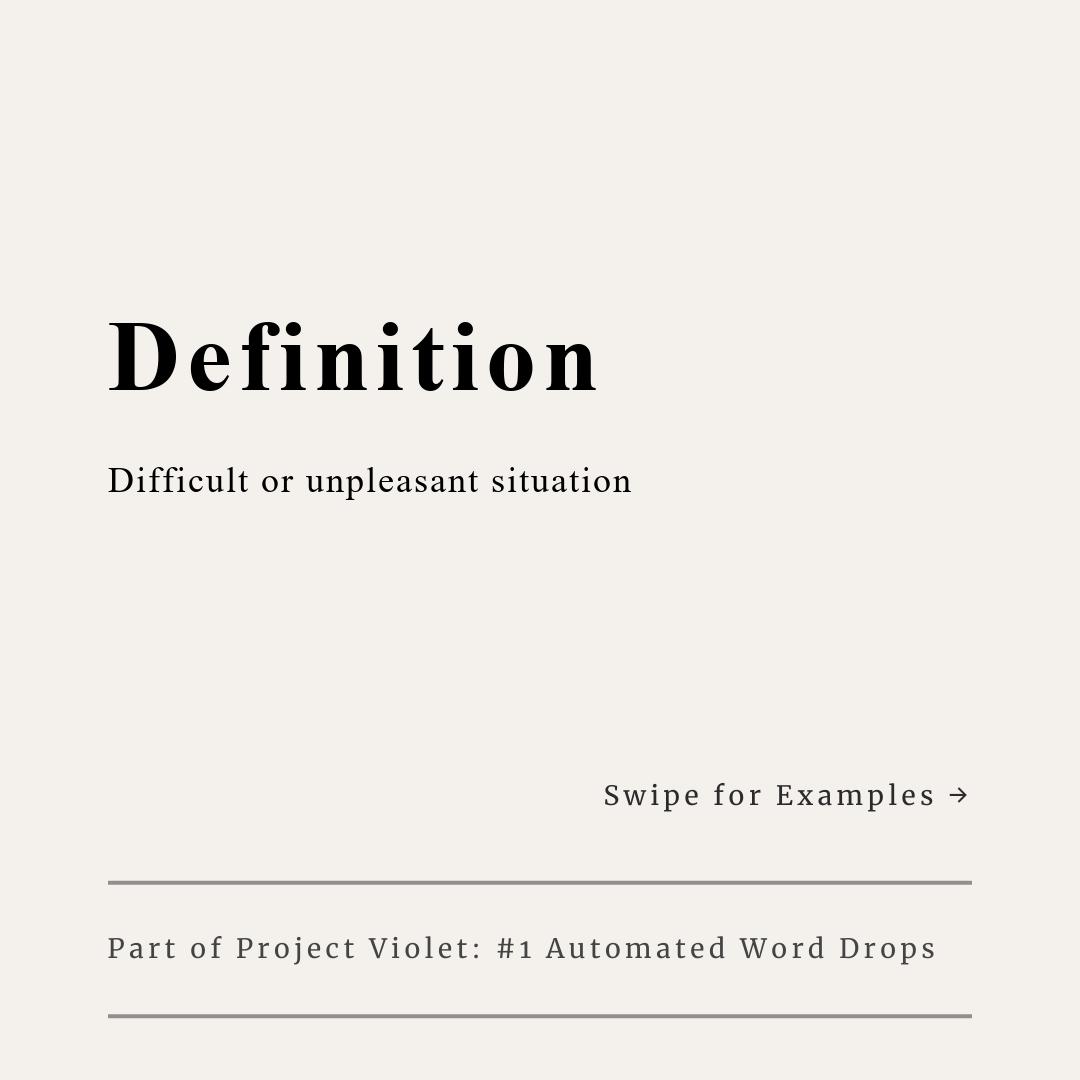 Definition
Difficult or unpleasant situation
Swipe for Examples →
Part of Project Violet: #1 Automated Word Drops